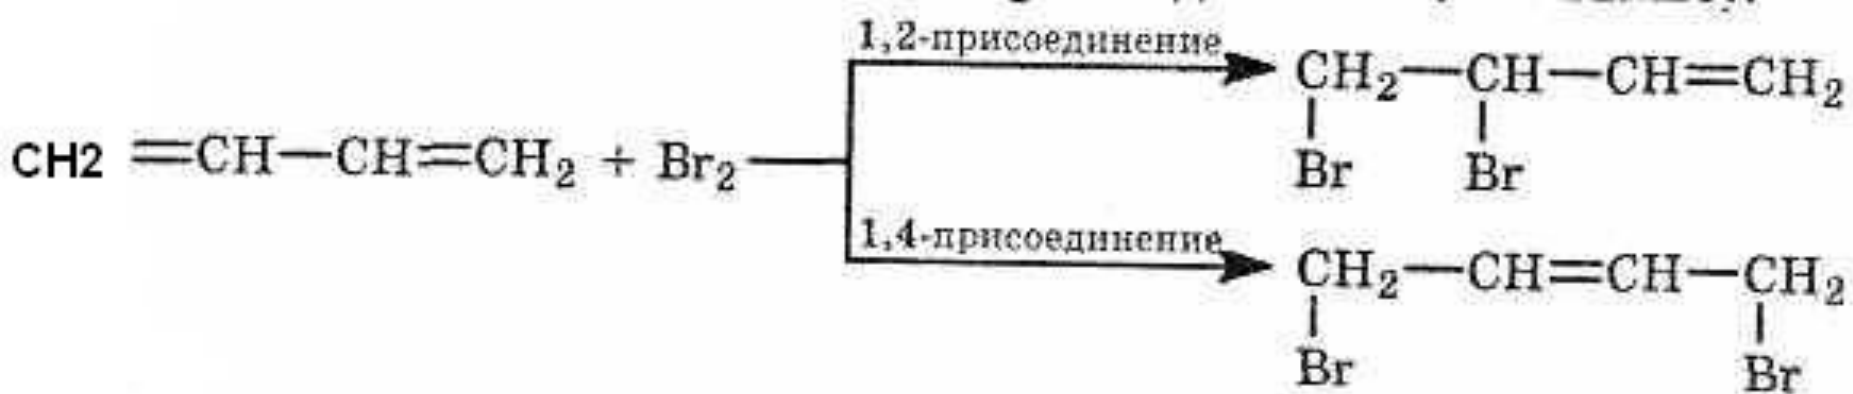 1,2-присоединение
CH₂—CH—CH=CH₂
Br Br
CH2 =CH—CH=CH₂ + Br₂
1,4-присоединение
CH₂—CH=CH—CH₂
Br Br